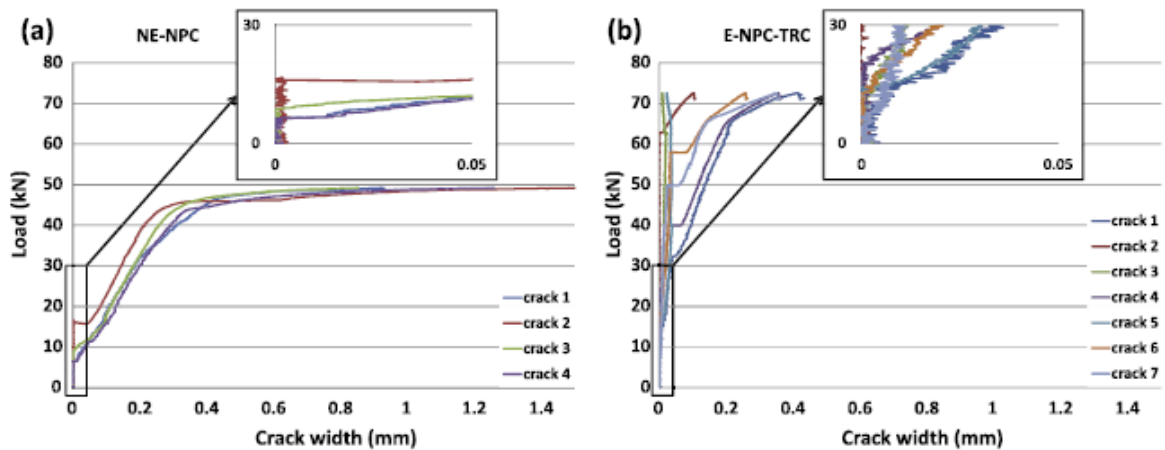 (a)
NE-NPC
30
0
0
0.05
80
70
60
50
40
30
20
10
0
Load (kN)
0
0.2
0.4
0.6
0.8
1
1.2
1.4
Crack width (mm)
crack 1
crack 2
crack 3
crack 4
(b)
E-NPC-TRC
30
0
0
0.05
80
70
60
50
40
30
20
10
0
Load (kN)
0
0.2
0.4
0.6
0.8
1
1.2
1.4
Crack width (mm)
crack 1
crack 2
crack 3
crack 4
crack 5
crack 6
crack 7